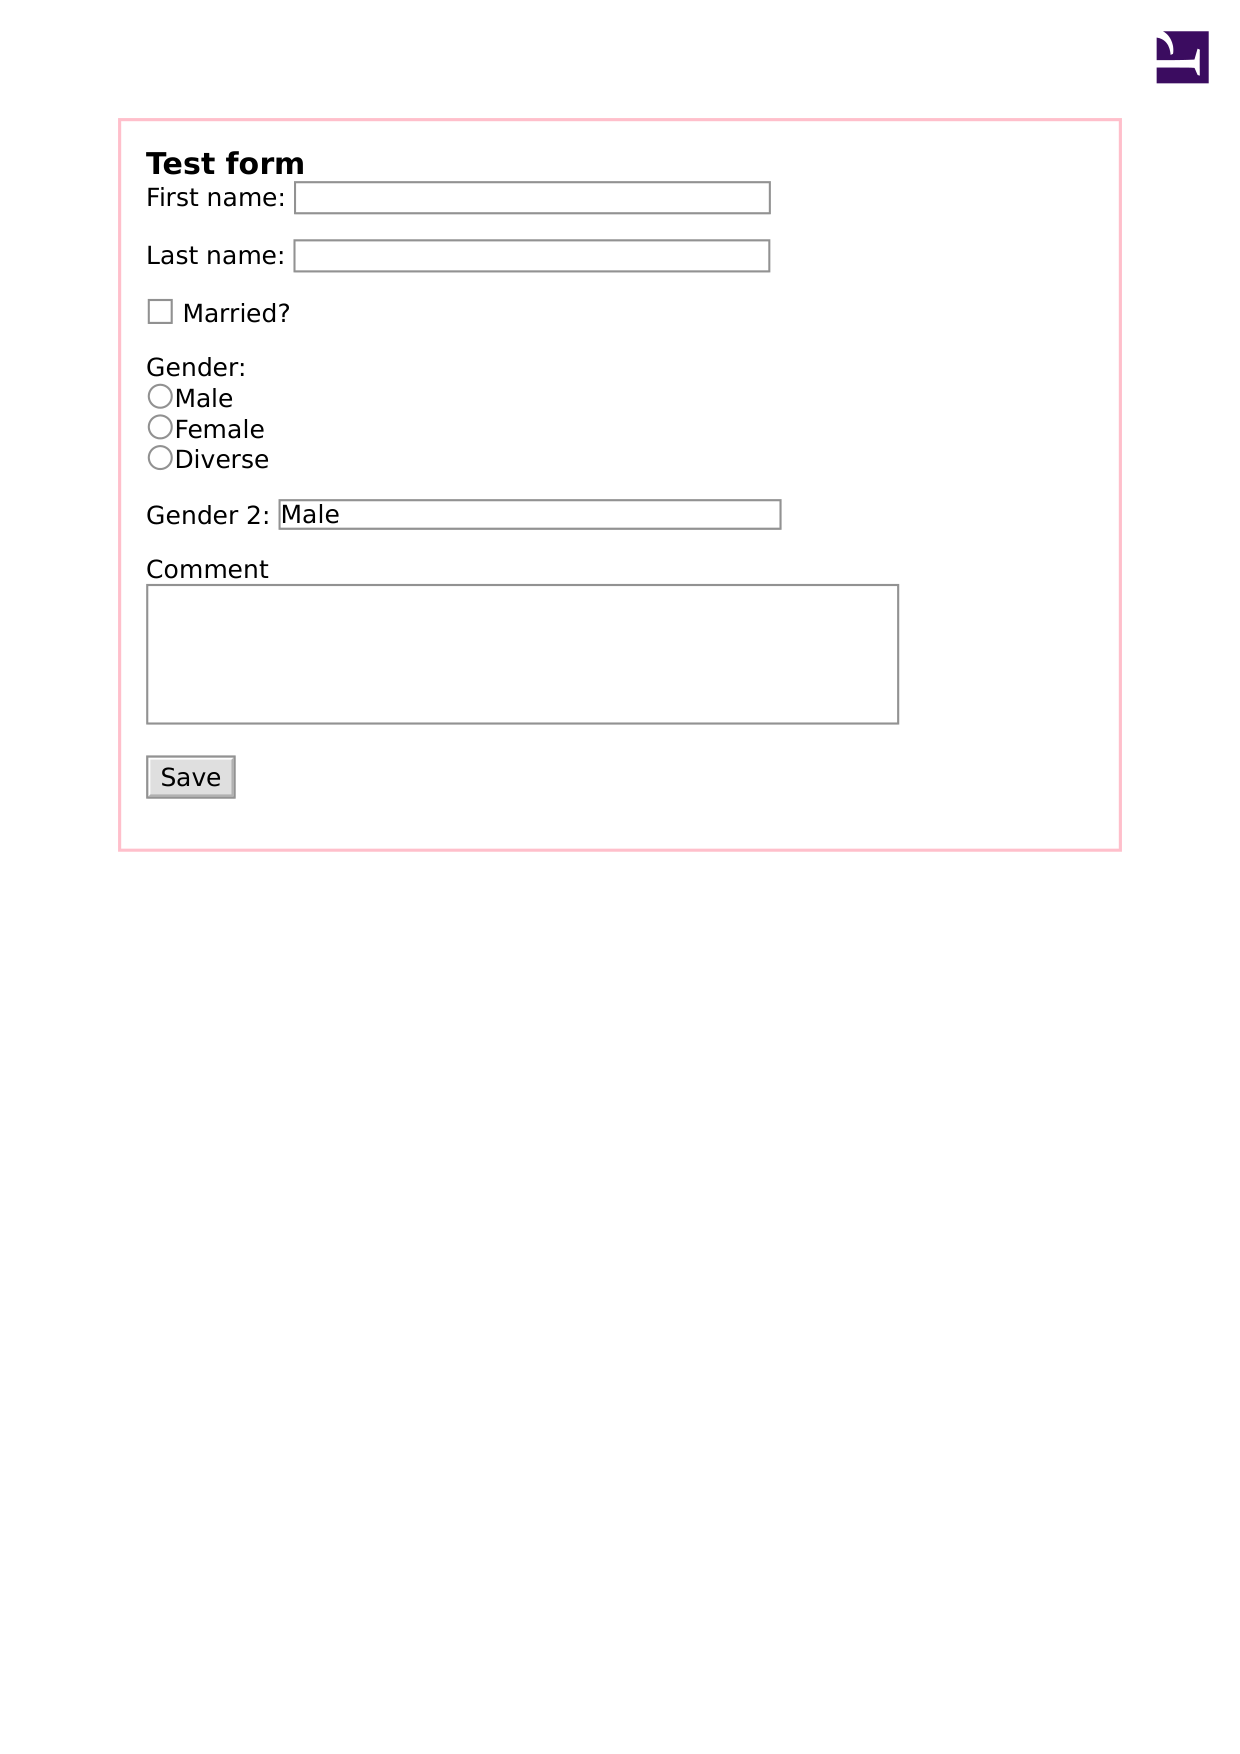 Test form
First name:
Last name:
Married?
Gender:
Male
Female
Diverse
Gender 2: Male
Comment
Save